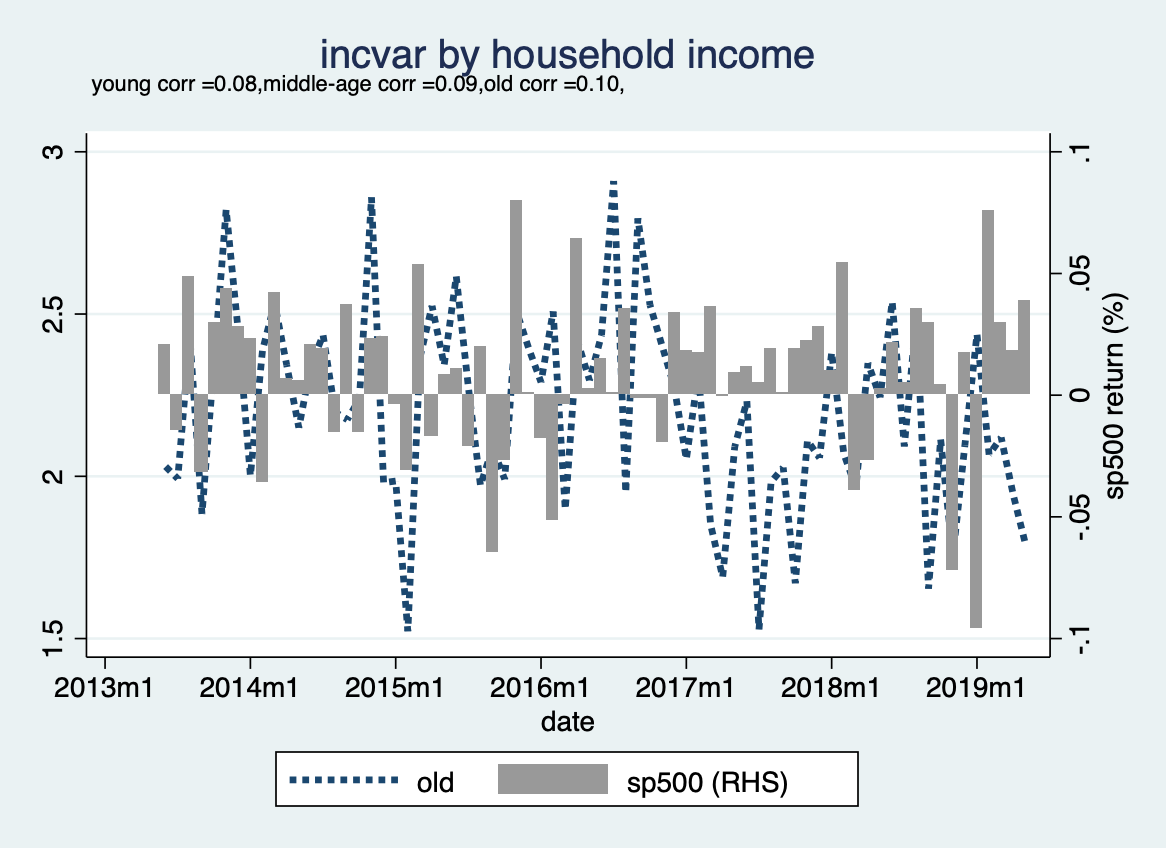 incvar by household income
young corr =0.08,middle-age corr =0.09,old corr =0.10,
3
2.5
2
1.5
.1
.05
0
-.05
-.1
sp500 return (%)
2013m1 2014m1 2015m1 2016m1 2017m1 2018m1 2019m1
date
old sp500 (RHS)